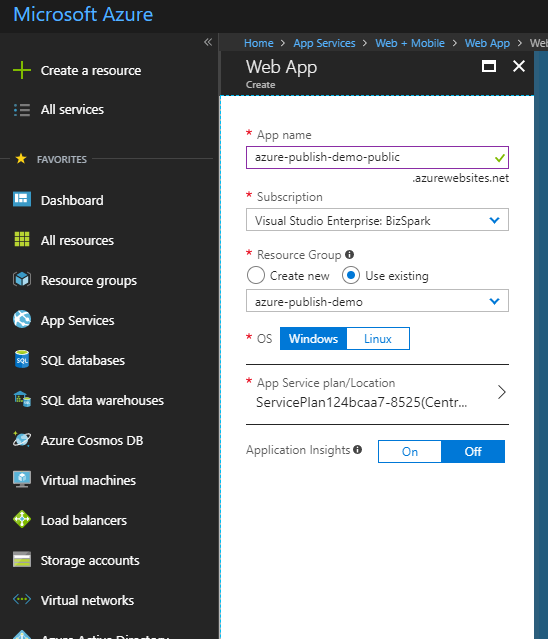 Microsoft Azure
«
Home > App Services > Web + Mobile > Web App > Web
Create a resource
All services
FAVORITES
Dashboard
All resources
Resource groups
App Services
SQL databases
SQL data warehouses
Azure Cosmos DB
Virtual machines
Load balancers
Storage accounts
Virtual networks
Azure Active Directory
Web App
Create
* App name
azure-publish-demo-public
.azurewebsites.net
* Subscription
Visual Studio Enterprise: BizSpark
* Resource Group
Create new Use existing
azure-publish-demo
* OS Windows Linux
* App Service plan/Location
ServicePlan124bcaa7-8525(Centr...
Application Insights On Off